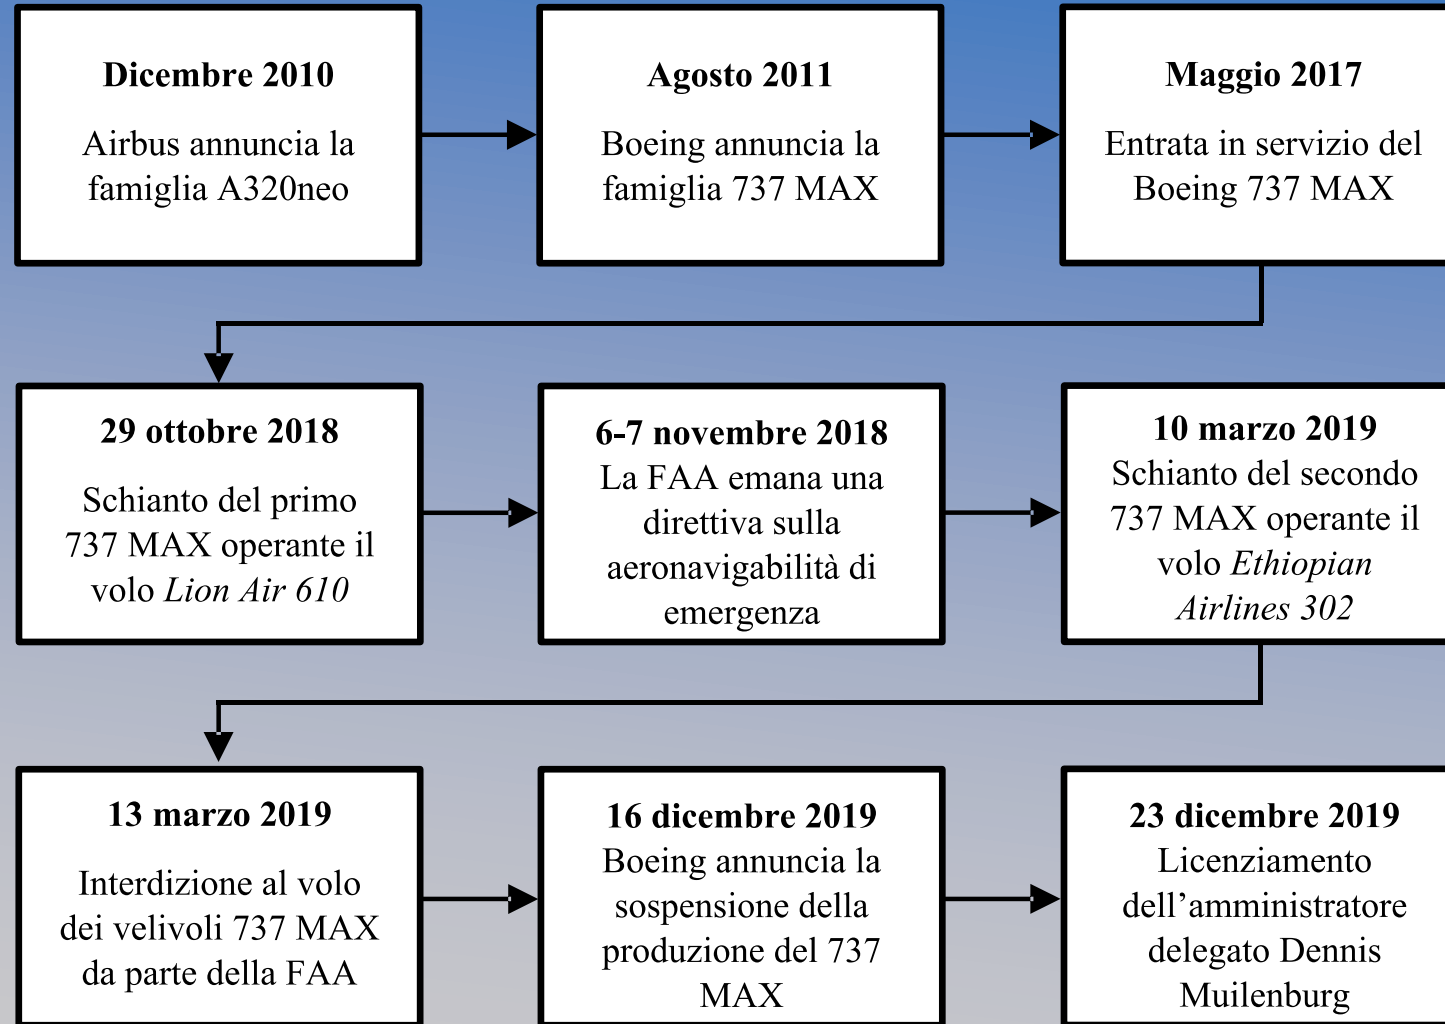 Dicembre 2010
Airbus annuncia la
famiglia A320neo
Agosto 2011
Boeing annuncia la
famiglia 737 MAX
Maggio 2017
Entrata in servizio del
Boeing 737 MAX
29 ottobre 2018
Schianto del primo
737 MAX operante il
volo Lion Air 610
6-7 novembre 2018
La FAA emana una
direttiva sulla
aeronavigabilità di
emergenza
10 marzo 2019
Schianto del secondo
737 MAX operante il
volo Ethiopian
Airlines 302
13 marzo 2019
Interdizione al volo
dei velivoli 737 MAX
da parte della FAA
16 dicembre 2019
Boeing annuncia la
sospensione della
produzione del 737
MAX
23 dicembre 2019
Licenziamento
dell’amministratore
delegato Dennis
Muilenburg